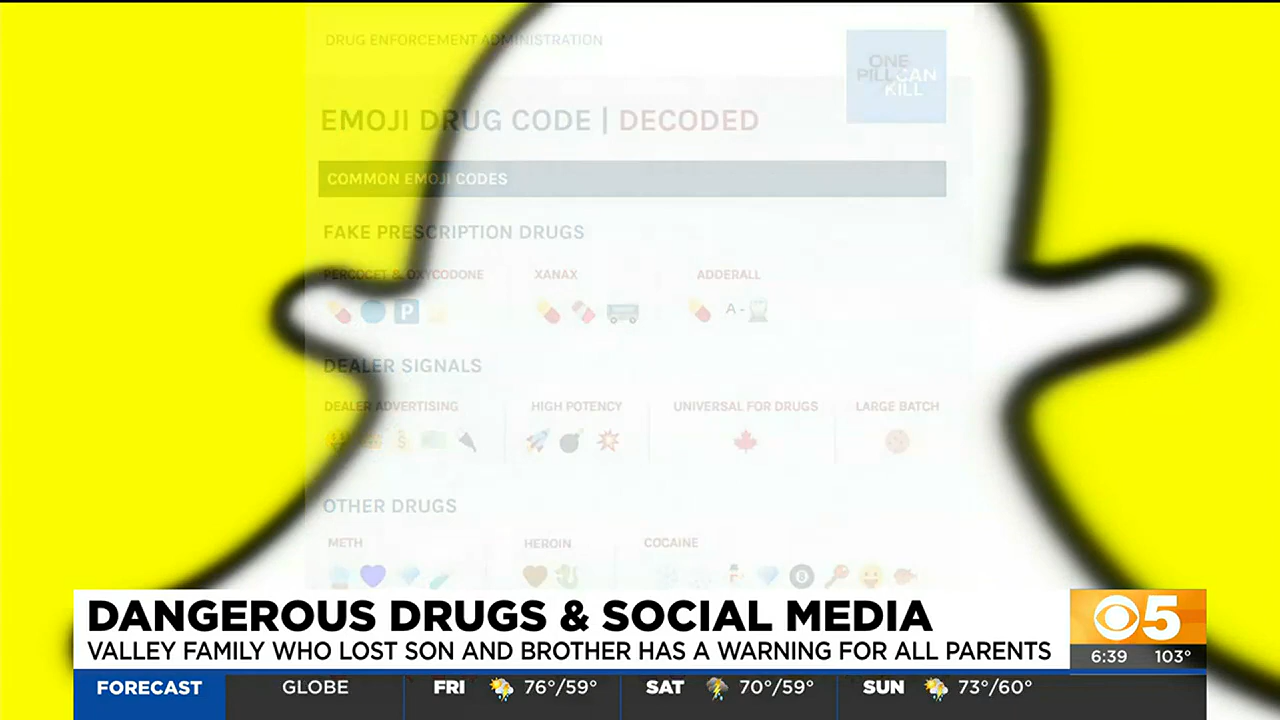 DRUG ENFORCEMENT ADMINISTRATION
ONE
PILL CAN
KILL
EMOJI DRUG CODE | DECODED
COMMON EMOJI CODES
FAKE PRESCRIPTION DRUGS
PERCOCET & OXYCODONE XANAX ADDERALL
P A-
DEALER SIGNALS
DEALER ADVERTISING HIGH POTENCY UNIVERSAL FOR DRUGS LARGE BATCH
OTHER DRUGS
METH HEROIN COCAINE
8
DANGEROUS DRUGS & SOCIAL MEDIA
VALLEY FAMILY WHO LOST SON AND BROTHER HAS A WARNING FOR ALL PARENTS
5
6:39 103°
FORECAST GLOBE FRI 76°/59° SAT 70°/59° SUN 73°/60°